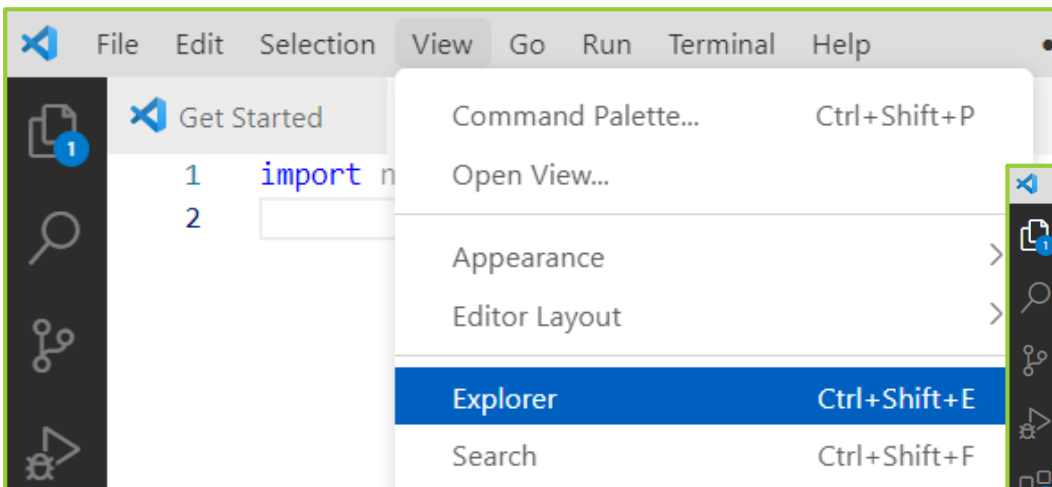 File Edit Selection View Go Run Terminal Help
Get Started
Command Palette... Ctrl+Shift+P
1 import n
Open View...
2
Appearance
Editor Layout
Explorer Ctrl+Shift+E
Search Ctrl+Shift+F
1
1